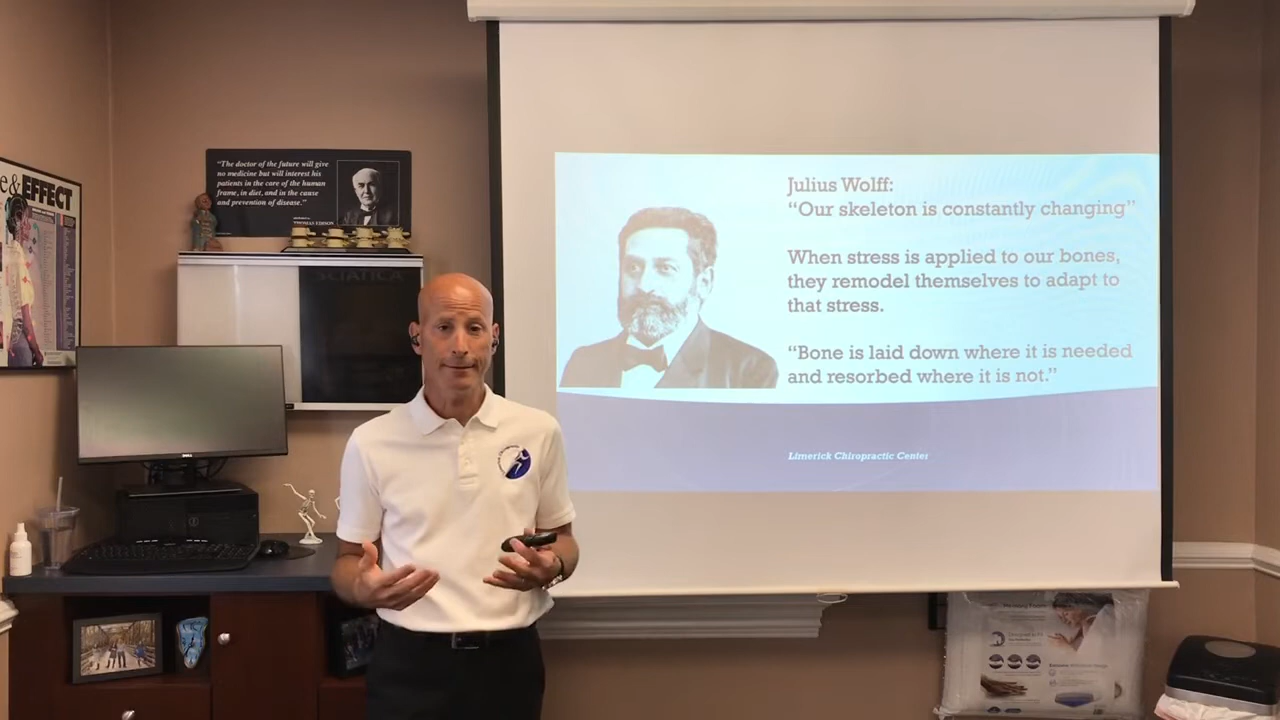 & EFFECT
"The doctor of the future will give
no medicine but will interest his
patients in the care of the human
frame, in diet, and in the cause
and prevention of disease."
THOMAS EDISON
SCIATICA
DELL
Julius Wolff:
“Our skeleton is constantly changing”
When stress is applied to our bones,
they remodel themselves to adapt to
that stress.
“Bone is laid down where it is needed
and resorbed where it is not.”
Limerick Chiropractic Center